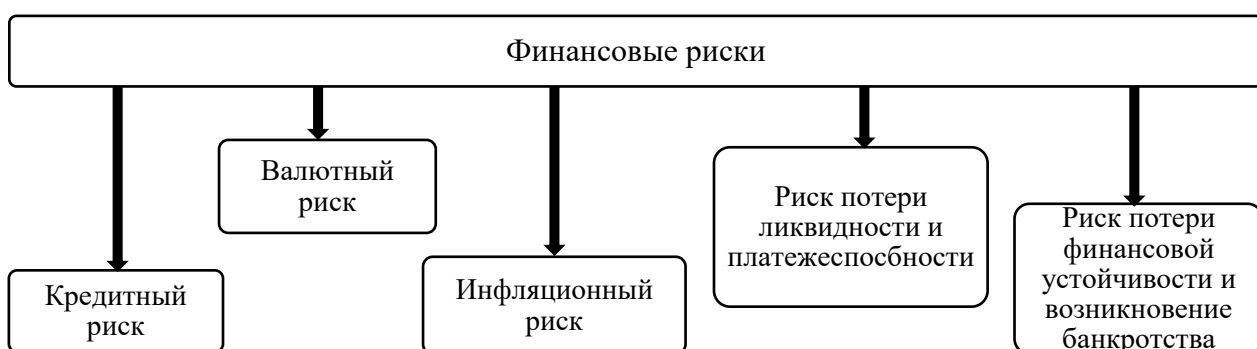 Финансовые риски
Кредитный
риск
Валютный
риск
Инфляционный
риск
Риск потери
ликвидности и
платежеспосбности
Риск потери
финансовой
устойчивости и
возникновение
банкротства